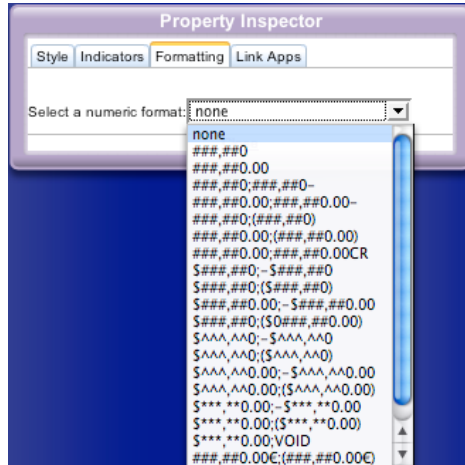 Property Inspector
Style Indicators Formatting Link Apps
Select a numeric format: none
none
###,##0
###,##0.00
###,##0;###,##0-
###,##0.00;###,##0.00-
###,##0;(###,##0)
###,##0.00;(###,##0.00)
###,##0.00;###,##0.00CR
$###,##0;-$###,##0
$###,##0;($###,##0)
$###,##0.00;-$###,##0.00
$###,##0;($0###,##0.00)
$^^^,^^0;-$^^^,^^0
$^^^,^^0;($^^^,^^0)
$^^^,^^0.00;-$^^^,^^0.00
$^^^,^^0.00;($^^^,^^0.00)
$***,**0.00;-$***,**0.00
$***,**0.00;($***,**0.00)
$***,**0.00;VOID
###,##0.00€;(###,##0.00€)